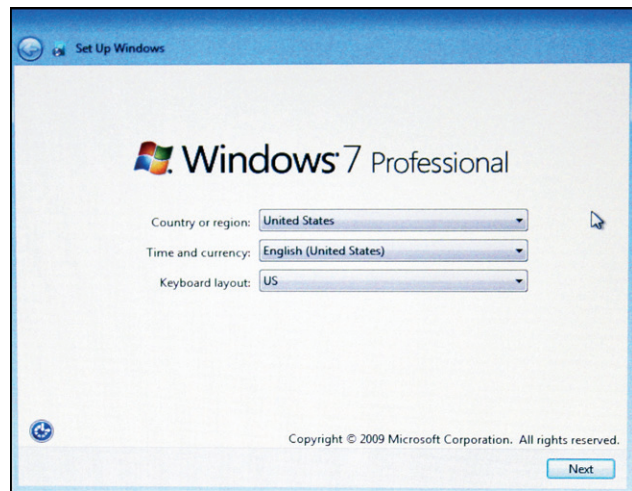 Set Up Windows
Windows 7 Professional
Country or region: United States
Time and currency: English (United States)
Keyboard layout: US
Copyright © 2009 Microsoft Corporation. All rights reserved.
Next